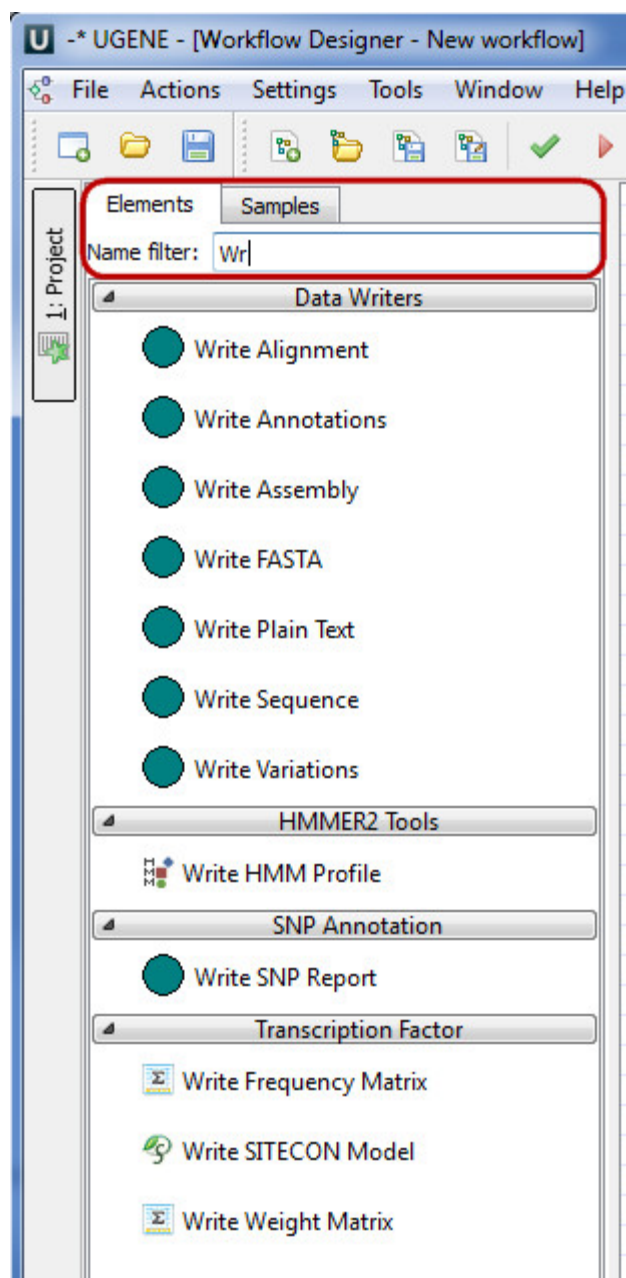 U -* UGENE - [Workflow Designer - New workflow]
File Actions Settings Tools Window Help
Elements Samples
1: Project
Name filter: Wr
Data Writers
Write Alignment
Write Annotations
Write Assembly
Write FASTA
Write Plain Text
Write Sequence
Write Variations
HMMER2 Tools
HMM Write HMM Profile
SNP Annotation
Write SNP Report
Transcription Factor
Σ Write Frequency Matrix
Write SITECON Model
Σ Write Weight Matrix